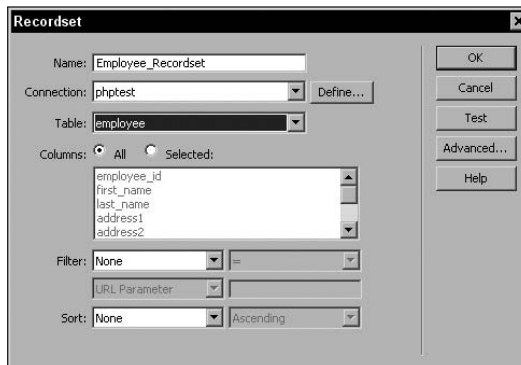 Recordset
Name: Employee_Recordset
OK
Connection: phptest
Define...
Cancel
Table: employee
Test
Columns: All Selected:
Advanced...
employee_id
first_name
last_name
address1
address2
Help
Filter: None =
URL Parameter
Sort: None Ascending